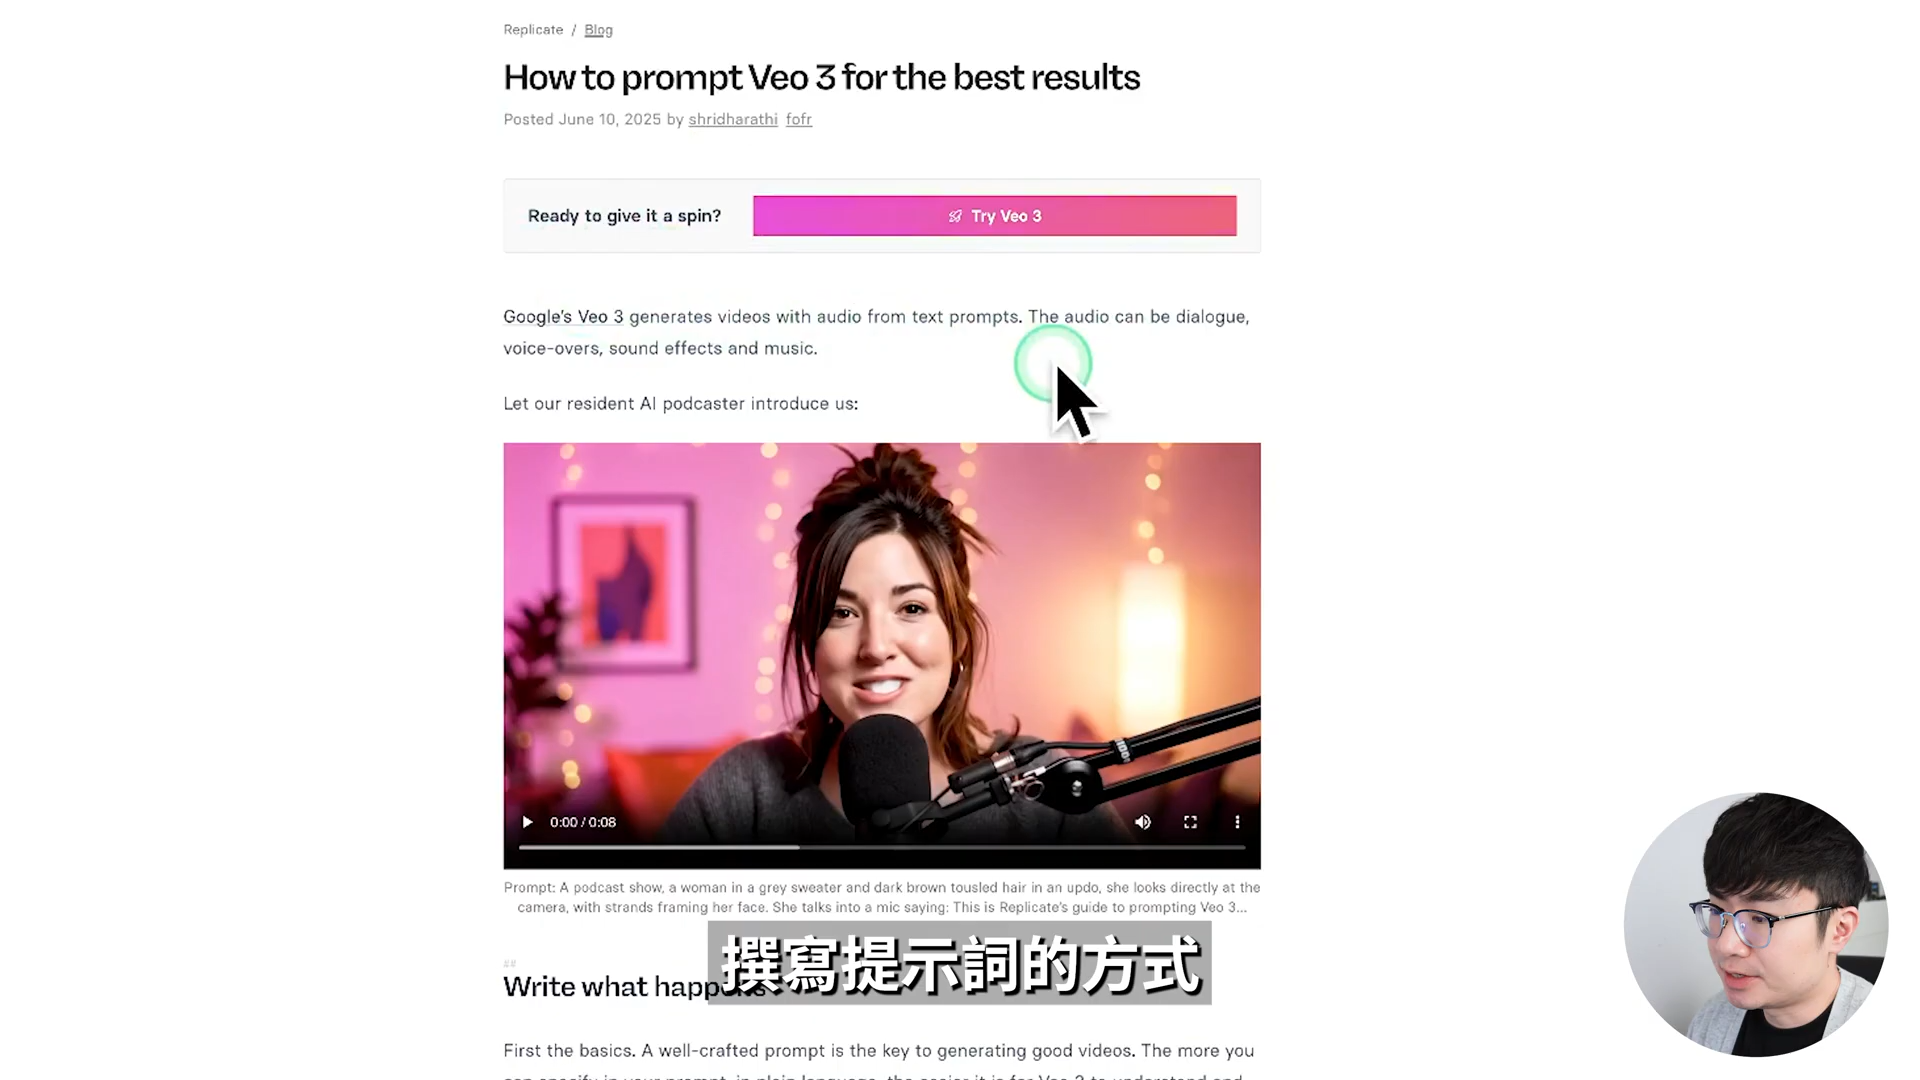 Replicate / Blog
How to prompt Veo 3 for the best results
Posted June 10, 2025 by shridharathi fofr
Ready to give it a spin?
Try Veo 3
Google's Veo 3 generates videos with audio from text prompts. The audio can be dialogue,
voice-overs, sound effects and music.
Let our resident AI podcaster introduce us:
0:00 / 0:08
Prompt: A podcast show, a woman in a grey sweater and dark brown tousled hair in an updo, she looks directly at the
camera, with strands framing her face. She talks into a mic saying: This is Replicate's guide to prompting Veo 3...
##
Write what happens
撰寫提示詞的方式
First the basics. A well-crafted prompt is the key to generating good videos. The more you